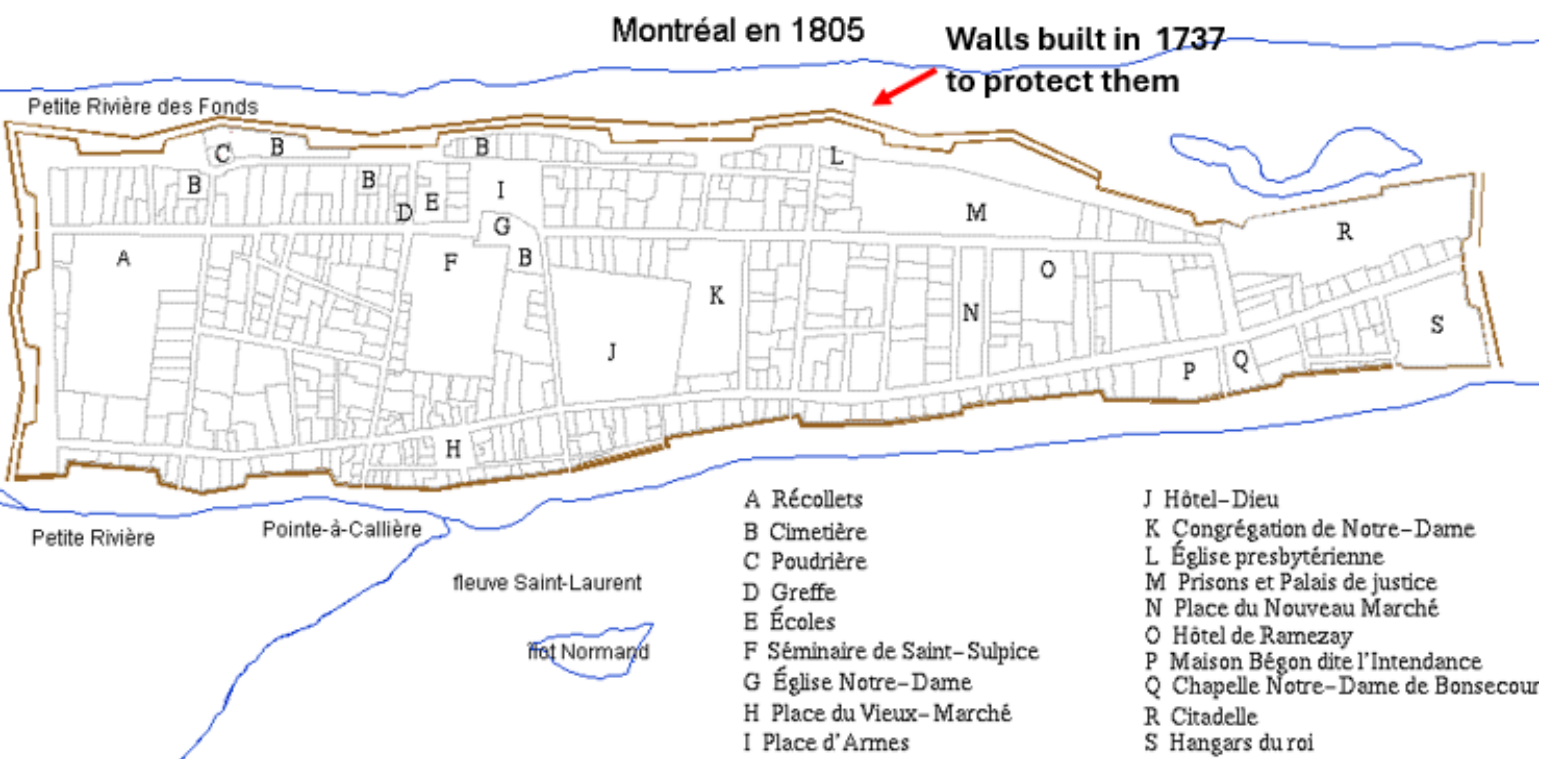 Montréal en 1805
Walls built in 1737
to protect them
Petite Rivière des Fonds
C
B
B
L
B
B
D
E
I
M
G
A
F
B
R
O
K
N
J
S
P
Q
H
Petite Rivière
Pointe-à-Callière
fleuve Saint-Laurent
îlot Normand
A Récollets
B Cimetière
C Poudrière
D Greffe
E Écoles
F Séminaire de Saint-Sulpice
G Église Notre-Dame
H Place du Vieux-Marché
I Place d'Armes
J Hôtel-Dieu
K Congrégation de Notre-Dame
L Église presbytérienne
M Prisons et Palais de justice
N Place du Nouveau Marché
O Hôtel de Ramezay
P Maison Bégon dite l'Intendance
Q Chapelle Notre-Dame de Bonsecour
R Citadelle
S Hangars du roi